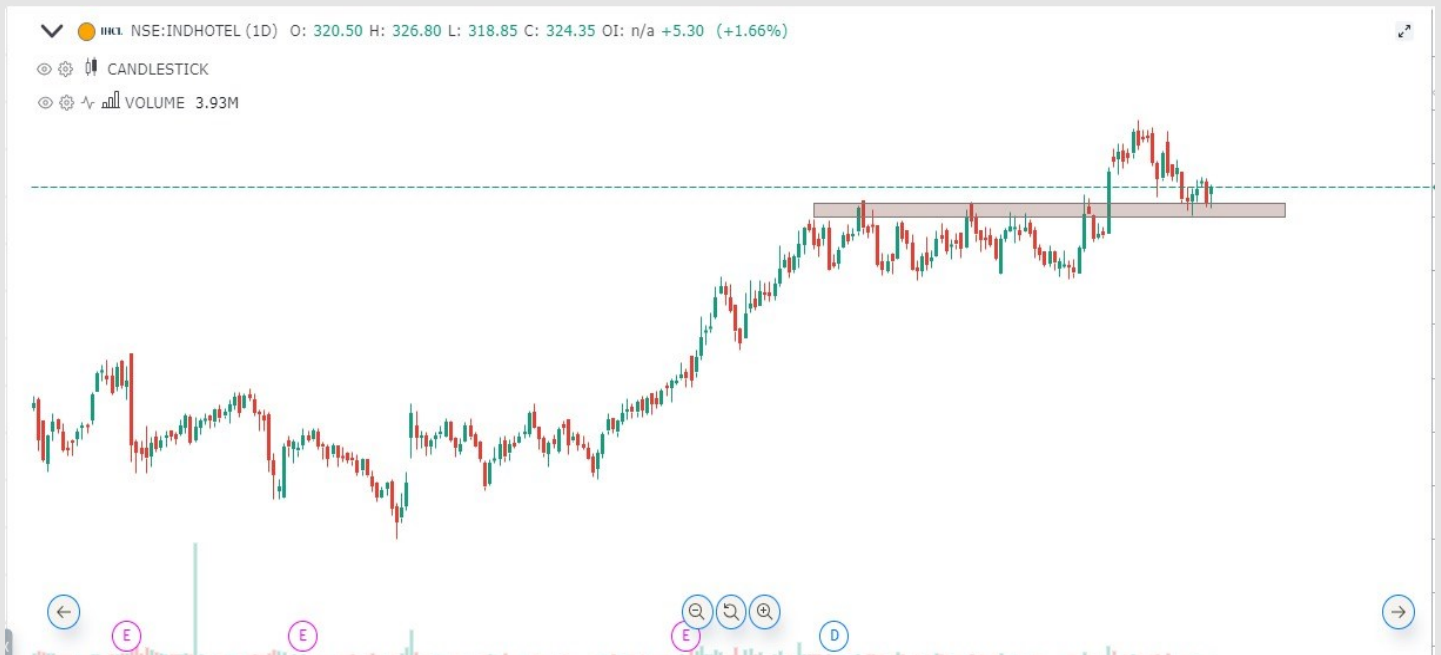 IHCL NSE:INDHOTEL (1D) O: 320.50 H: 326.80 L: 318.85 C: 324.35 OI: n/a +5.30 (+1.66%)
CANDLESTICK
VOLUME 3.93M
E E E D